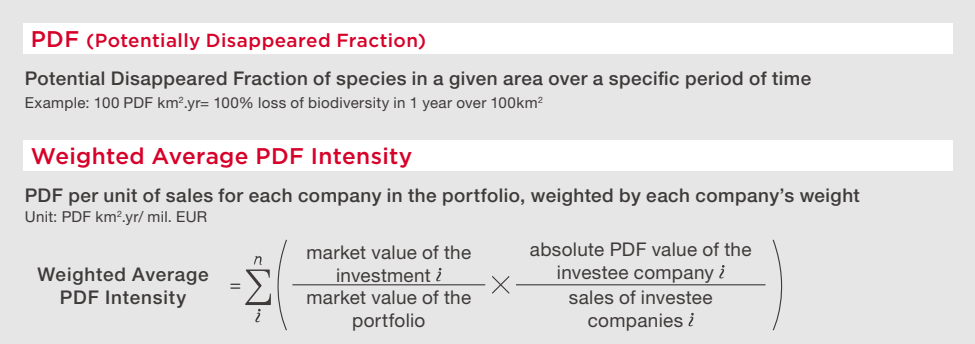 PDF (Potentially Disappeared Fraction)
Potential Disappeared Fraction of species in a given area over a specific period of time
Example: 100 PDF km².yr= 100% loss of biodiversity in 1 year over 100km²
Weighted Average PDF Intensity
PDF per unit of sales for each company in the portfolio, weighted by each company's weight
Unit: PDF km².yr/ mil. EUR
Weighted Average
PDF Intensity
=
n
∑
i
(
market value of the
investment i
market value of the
portfolio
×
absolute PDF value of the
investee company i
sales of investee
companies i
)